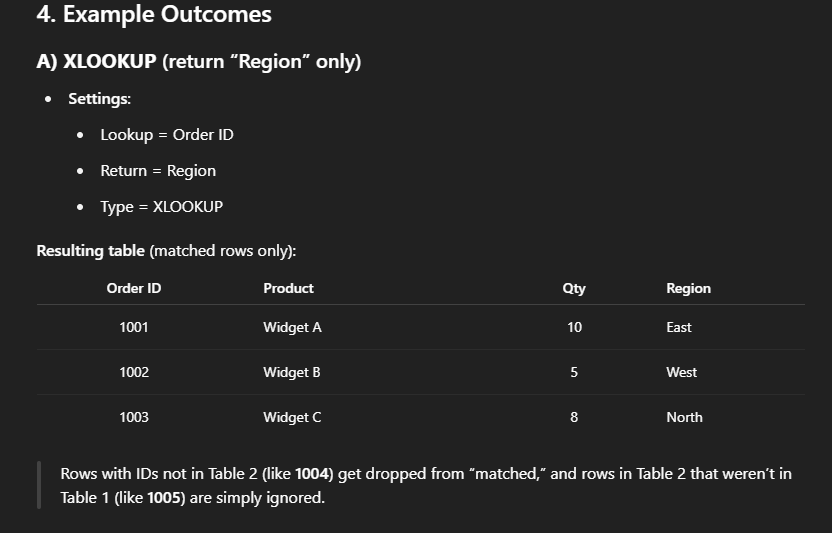 4. Example Outcomes
A) XLOOKUP (return “Region” only)
• Settings:
• Lookup = Order ID
• Return = Region
• Type = XLOOKUP
Resulting table (matched rows only):
Order ID Product Qty Region
1001 Widget A 10 East
1002 Widget B 5 West
1003 Widget C 8 North
Rows with IDs not in Table 2 (like 1004) get dropped from “matched,” and rows in Table 2 that weren’t in
Table 1 (like 1005) are simply ignored.